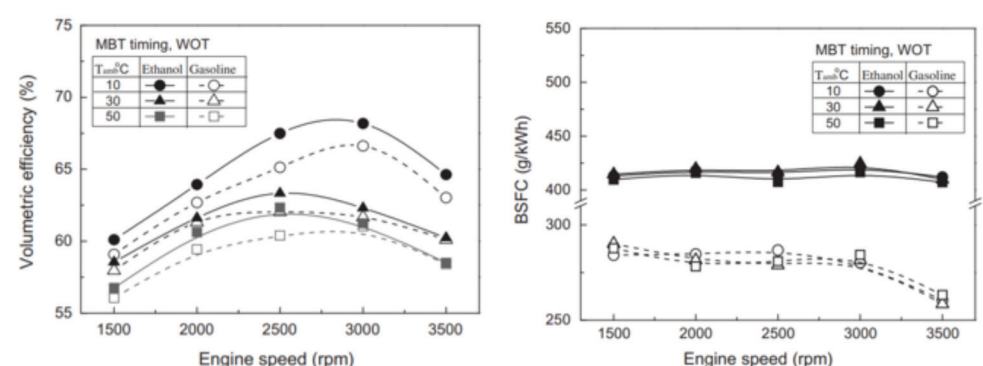 75
70
65
60
55
Volumetric efficiency (%)
MBT timing, WOT
Tamb°C Ethanol Gasoline
10
30
50
1500 2000 2500 3000 3500
Engine speed (rpm)
550
500
450
400
300
250
BSFC (g/kWh)
MBT timing, WOT
Tamb°C Ethanol Gasoline
10
30
50
1500 2000 2500 3000 3500
Engine speed (rpm)